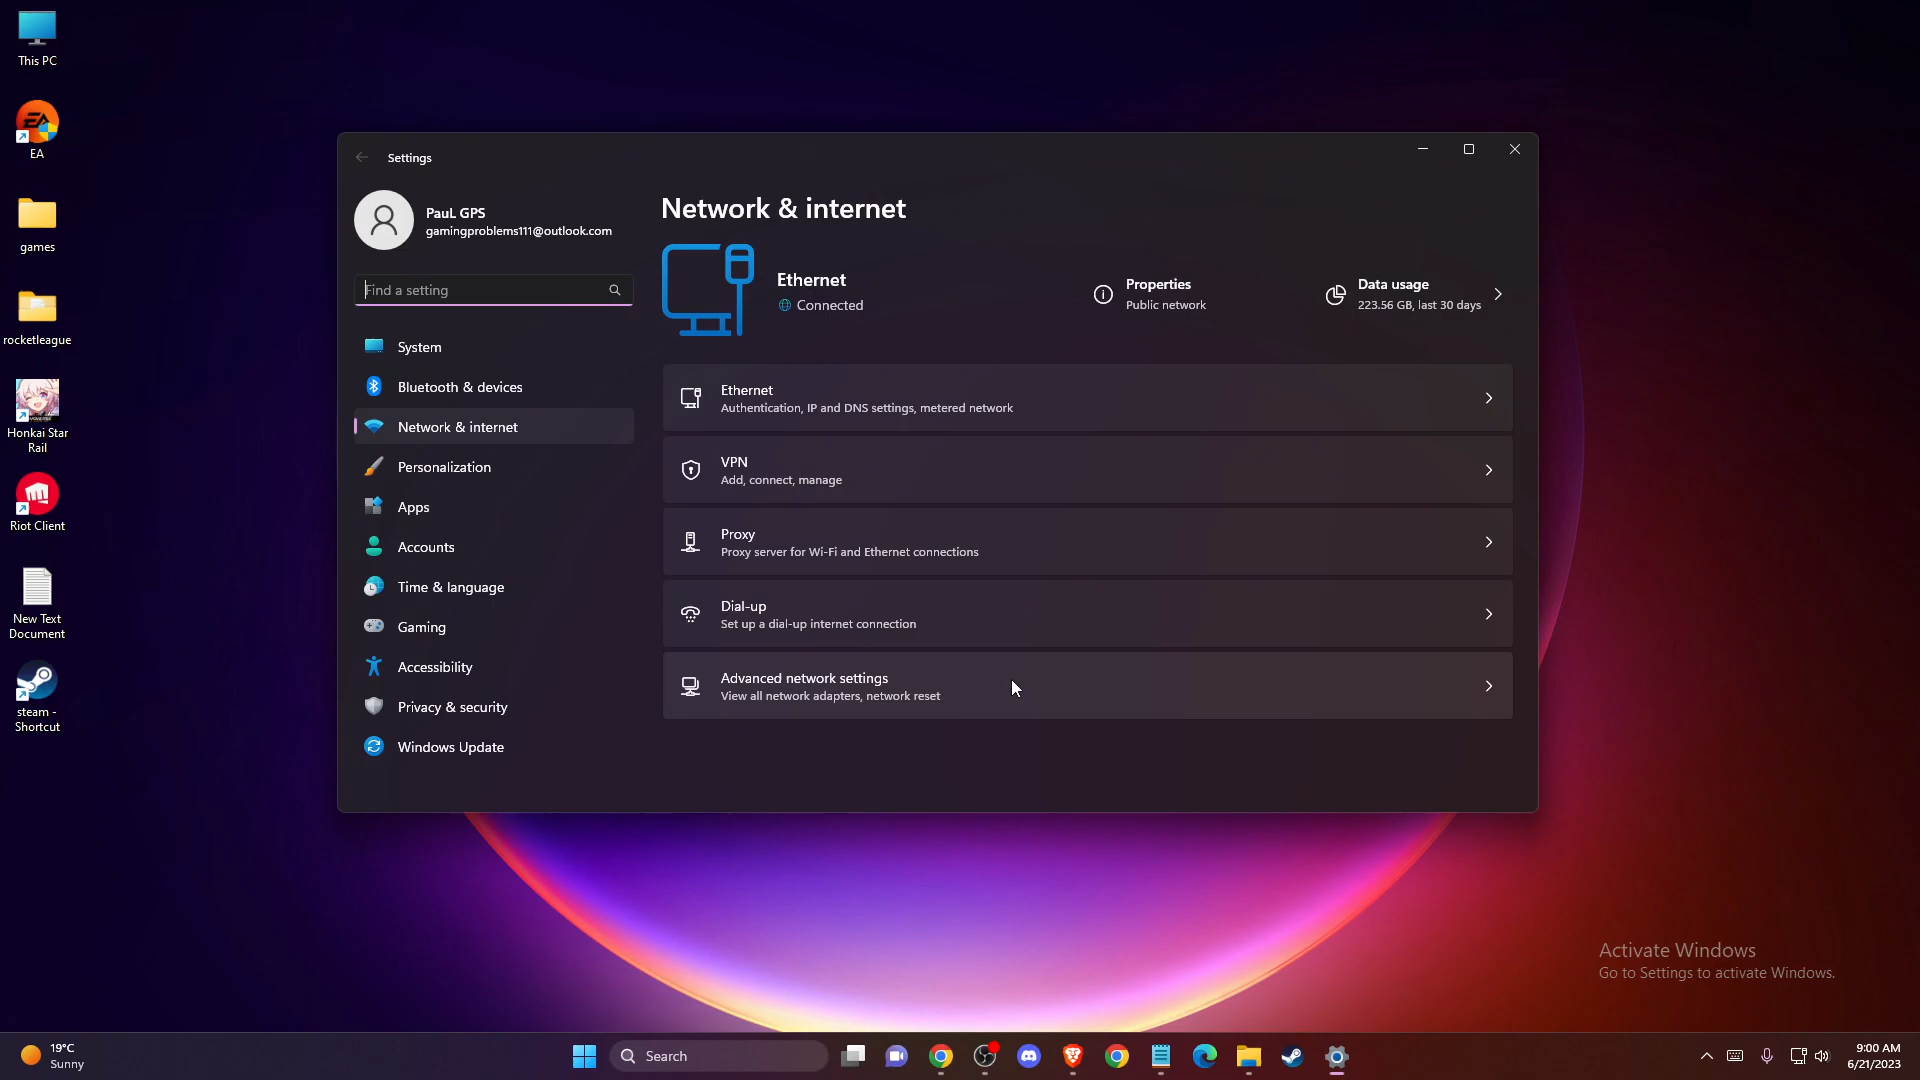 This PC
EA
games
rocketleague
Honkai Star
Rail
Riot Client
New Text
Document
steam -
Shortcut
Settings
PauL GPS
gamingproblems111@outlook.com
Find a setting
System
Bluetooth & devices
Network & internet
Personalization
Apps
Accounts
Time & language
Gaming
Accessibility
Privacy & security
Windows Update
Network & internet
Ethernet
Connected
Properties
Public network
Data usage
223.56 GB, last 30 days
Ethernet
Authentication, IP and DNS settings, metered network
VPN
Add, connect, manage
Proxy
Proxy server for Wi-Fi and Ethernet connections
Dial-up
Set up a dial-up internet connection
Advanced network settings
View all network adapters, network reset
Activate Windows
Go to Settings to activate Windows.
19°C
Sunny
Search
9:00 AM
6/21/2023